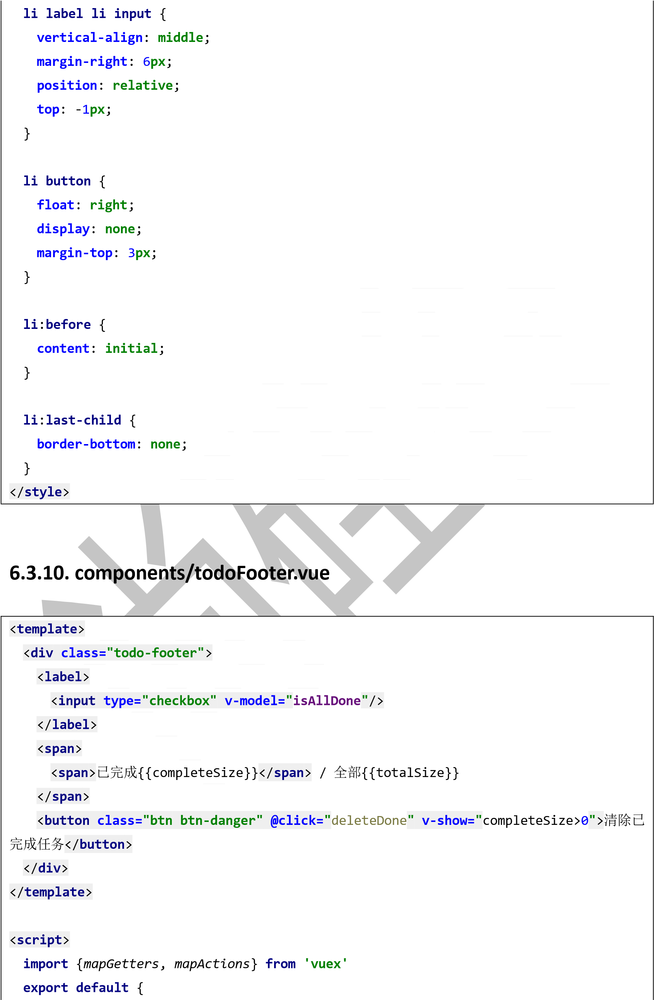 li label li input {
vertical-align: middle;
margin-right: 6px;
position: relative;
top: -1px;
}
li button {
float: right;
display: none;
margin-top: 3px;
}
li:before {
content: initial;
}
li:last-child {
border-bottom: none;
}
</style>
6.3.10. components/todoFooter.vue
<template>
<div class="todo-footer">
<label>
<input type="checkbox" v-model="isAllDone"/>
</label>
<span>
<span>已完成{{completeSize}}</span> / 全部{{totalSize}}
</span>
<button class="btn btn-danger" @click="deleteDone" v-show="completeSize>0">清除已
完成任务</button>
</div>
</template>
<script>
import {mapGetters, mapActions} from 'vuex'
export default {